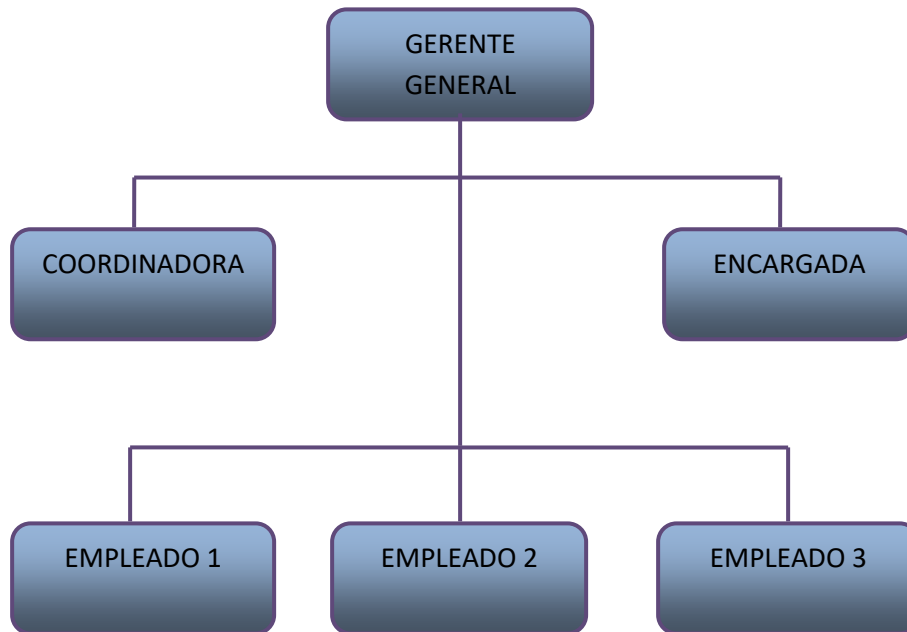 GERENTE
GENERAL
COORDINADORA
ENCARGADA
EMPLEADO 1
EMPLEADO 2
EMPLEADO 3